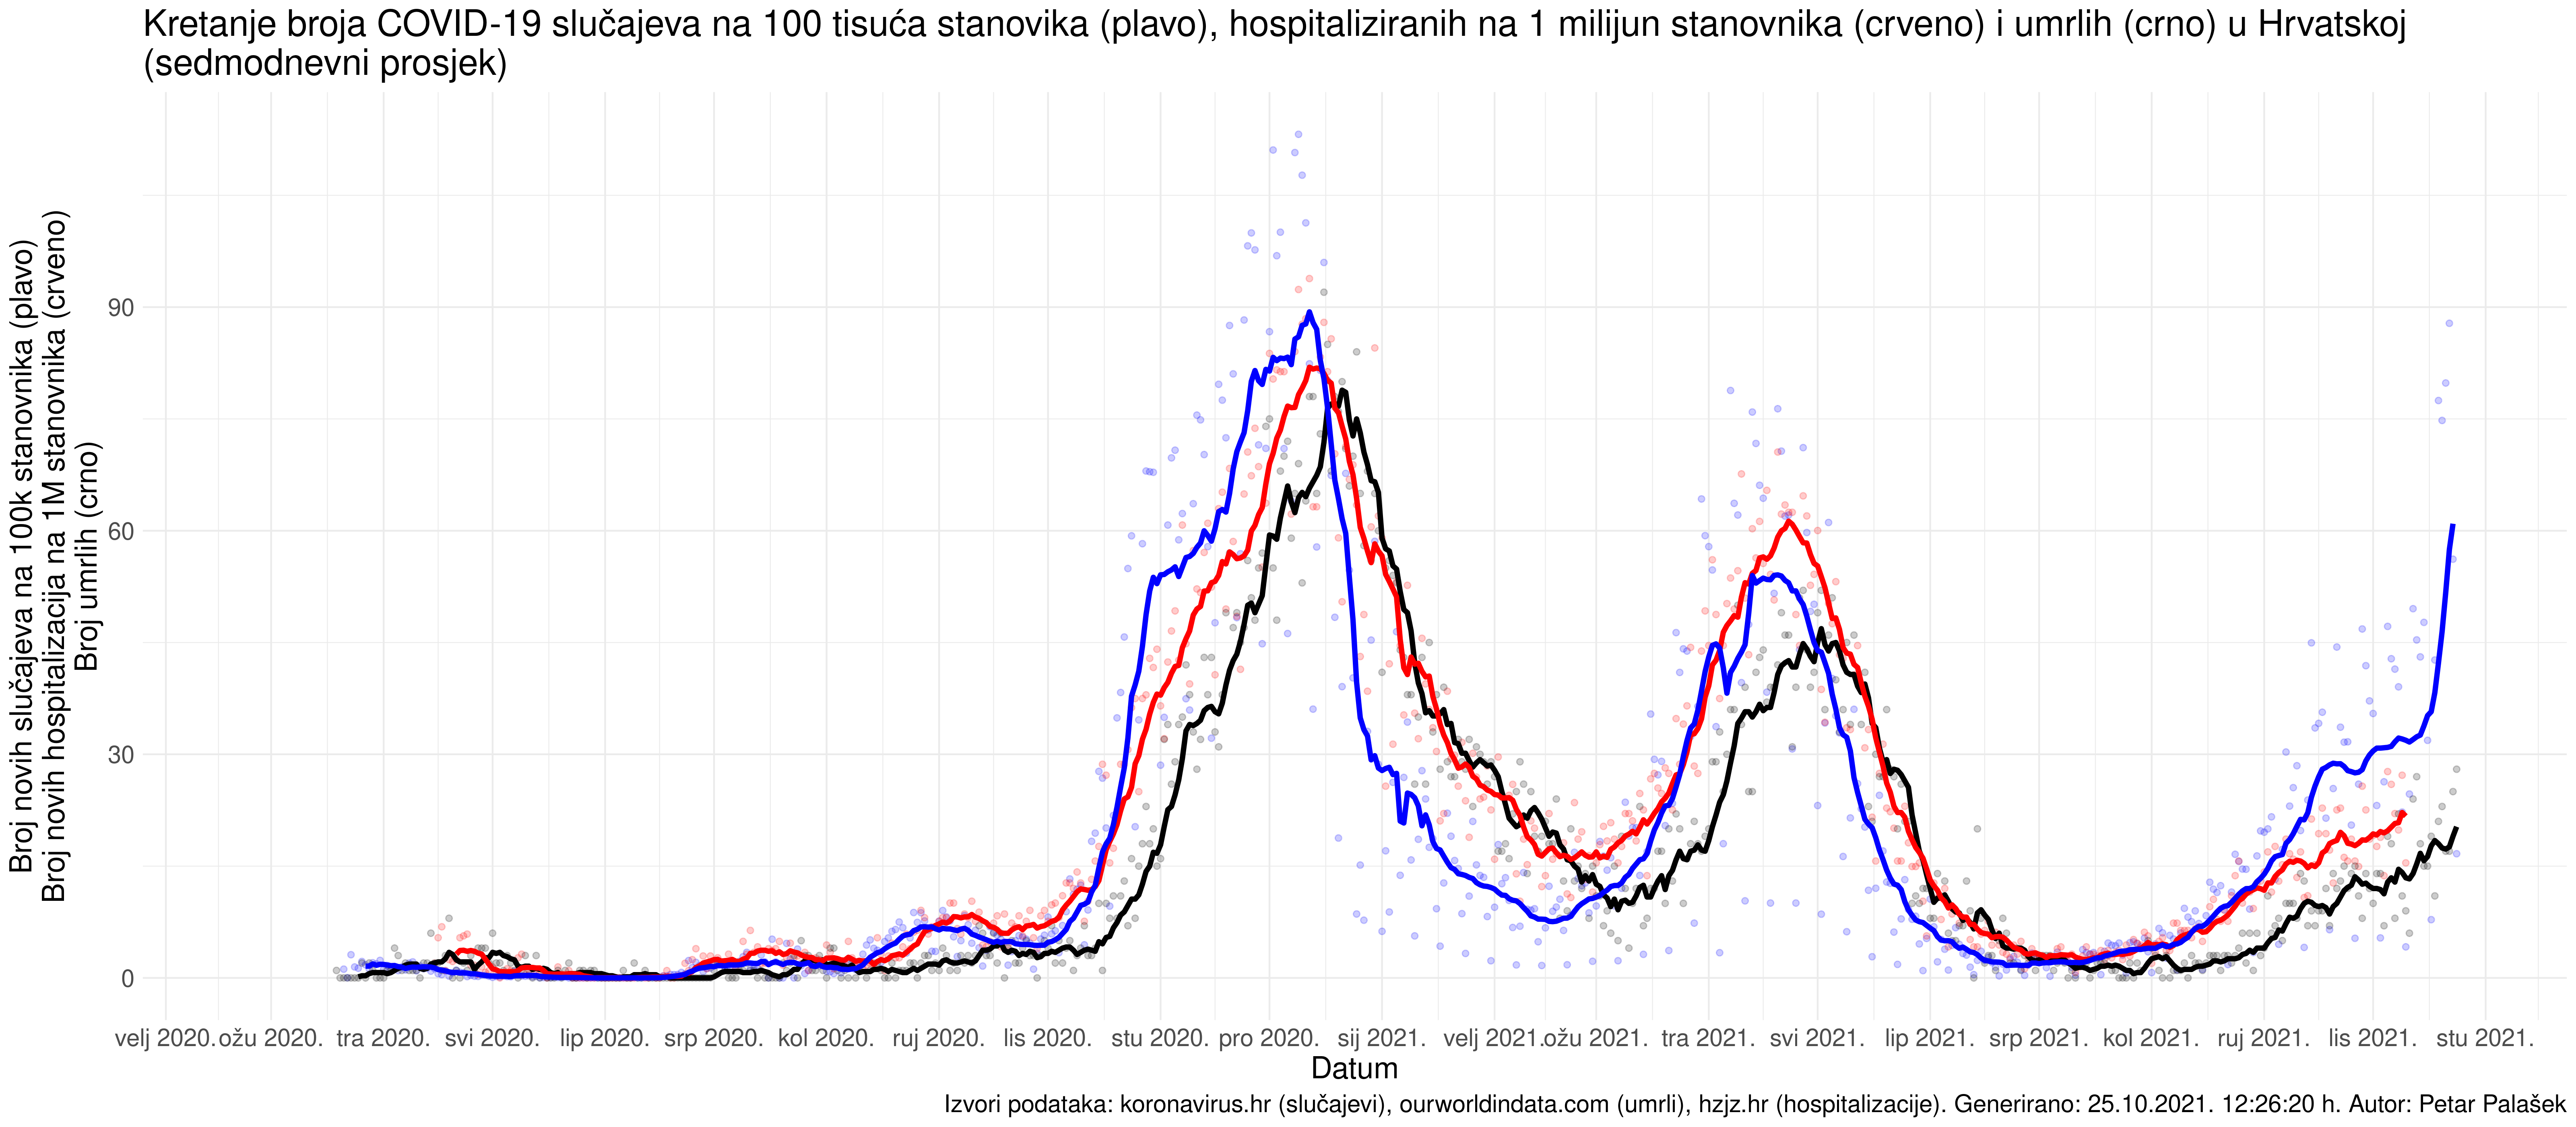 Kretanje broja COVID-19 slučajeva na 100 tisuća stanovika (plavo), hospitaliziranih na 1 milijun stanovnika (crveno) i umrlih (crno) u Hrvatskoj
(sedmodnevni prosjek)
Broj novih slučajeva na 100k stanovnika (plavo)
Broj novih hospitalizacija na 1M stanovnika (crveno)
Broj umrlih (crno)
90
60
30
0
velj 2020. ožu 2020. tra 2020. svi 2020. lip 2020. srp 2020. kol 2020. ruj 2020. lis 2020. stu 2020. pro 2020. sij 2021. velj 2021. ožu 2021. tra 2021. svi 2021. lip 2021. srp 2021. kol 2021. ruj 2021. lis 2021. stu 2021.
Datum
Izvori podataka: koronavirus.hr (slučajevi), ourworldindata.com (umrli), hzjz.hr (hospitalizacije). Generirano: 25.10.2021. 12:26:20 h. Autor: Petar Palašek